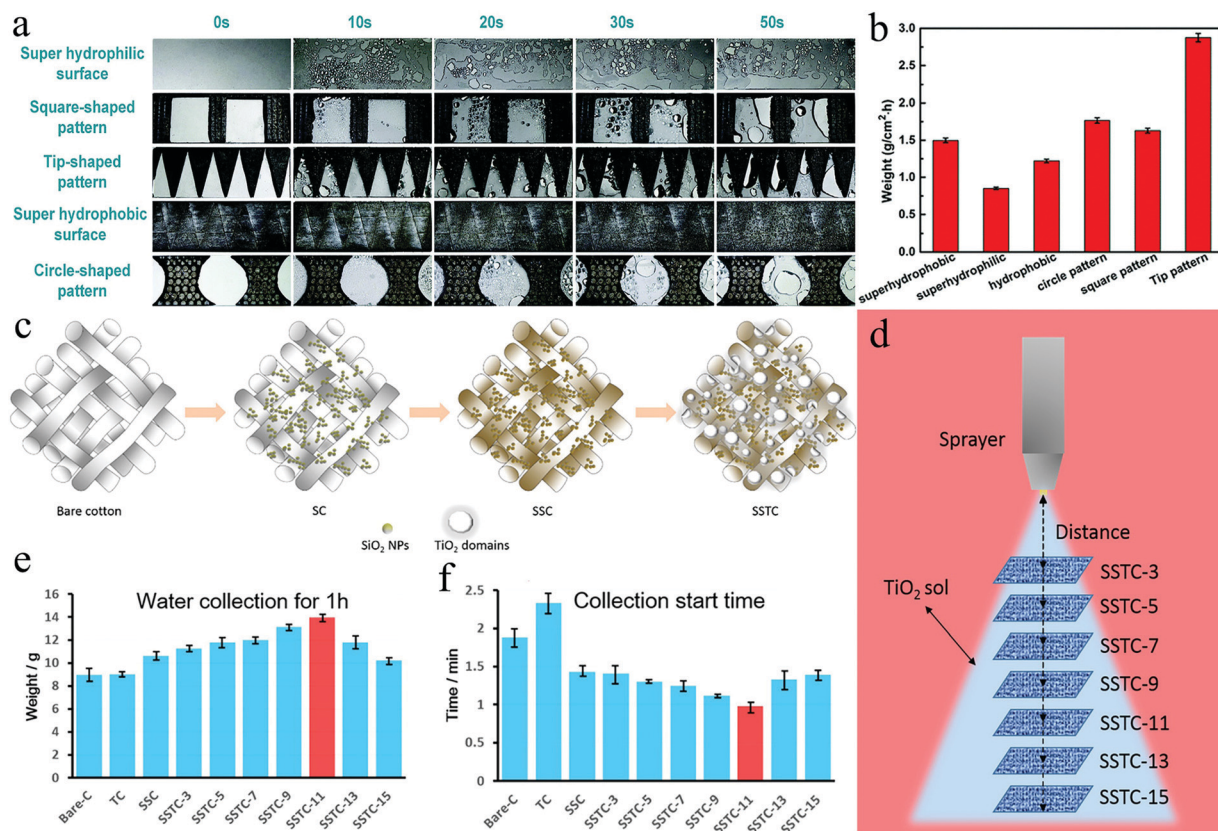 a
0s 10s 20s 30s 50s
Super hydrophilic
surface
Square-shaped
pattern
Tip-shaped
pattern
Super hydrophobic
surface
Circle-shaped
pattern
b
Weight (g/cm²·h)
3.0
2.5
2.0
1.5
1.0
0.5
0.0
superhydrophobic
superhydrophilic
hydrophobic
circle pattern
square pattern
Tip pattern
c
Bare cotton
SC
SSC
SSTC
SiO₂ NPs
TiO₂ domains
d
Sprayer
Distance
TiO₂ sol
SSTC-3
SSTC-5
SSTC-7
SSTC-9
SSTC-11
SSTC-13
SSTC-15
e
Water collection for 1h
Weight / g
16
14
12
10
8
6
4
2
0
Bare-C
TC
SSC
SSTC-3
SSTC-5
SSTC-7
SSTC-9
SSTC-11
SSTC-13
SSTC-15
f
Collection start time
Time / min
2.5
2
1.5
1
0.5
0
Bare-C
TC
SSC
SSTC-3
SSTC-5
SSTC-7
SSTC-9
SSTC-11
SSTC-13
SSTC-15